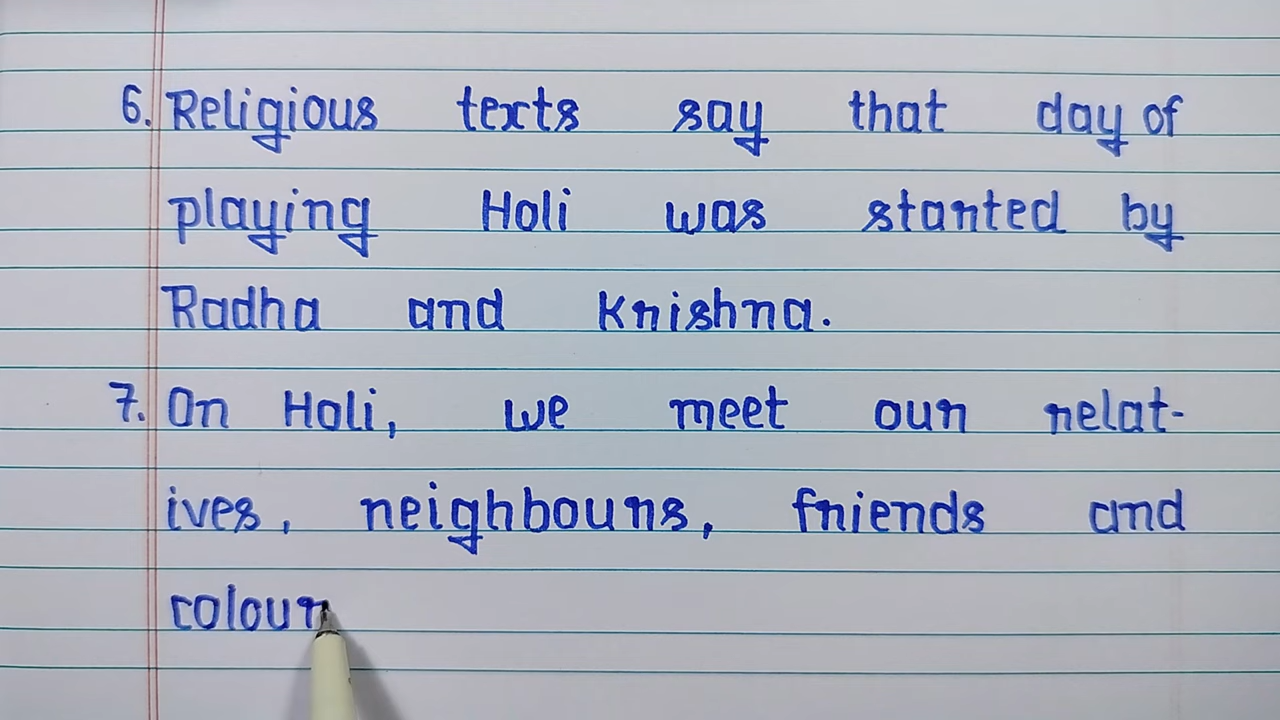 6. Religious texts say that day of
playing Holi was started by
Radha and Krishna.
7. On Holi, we meet our relat-
ives, neighbours, friends and
colour